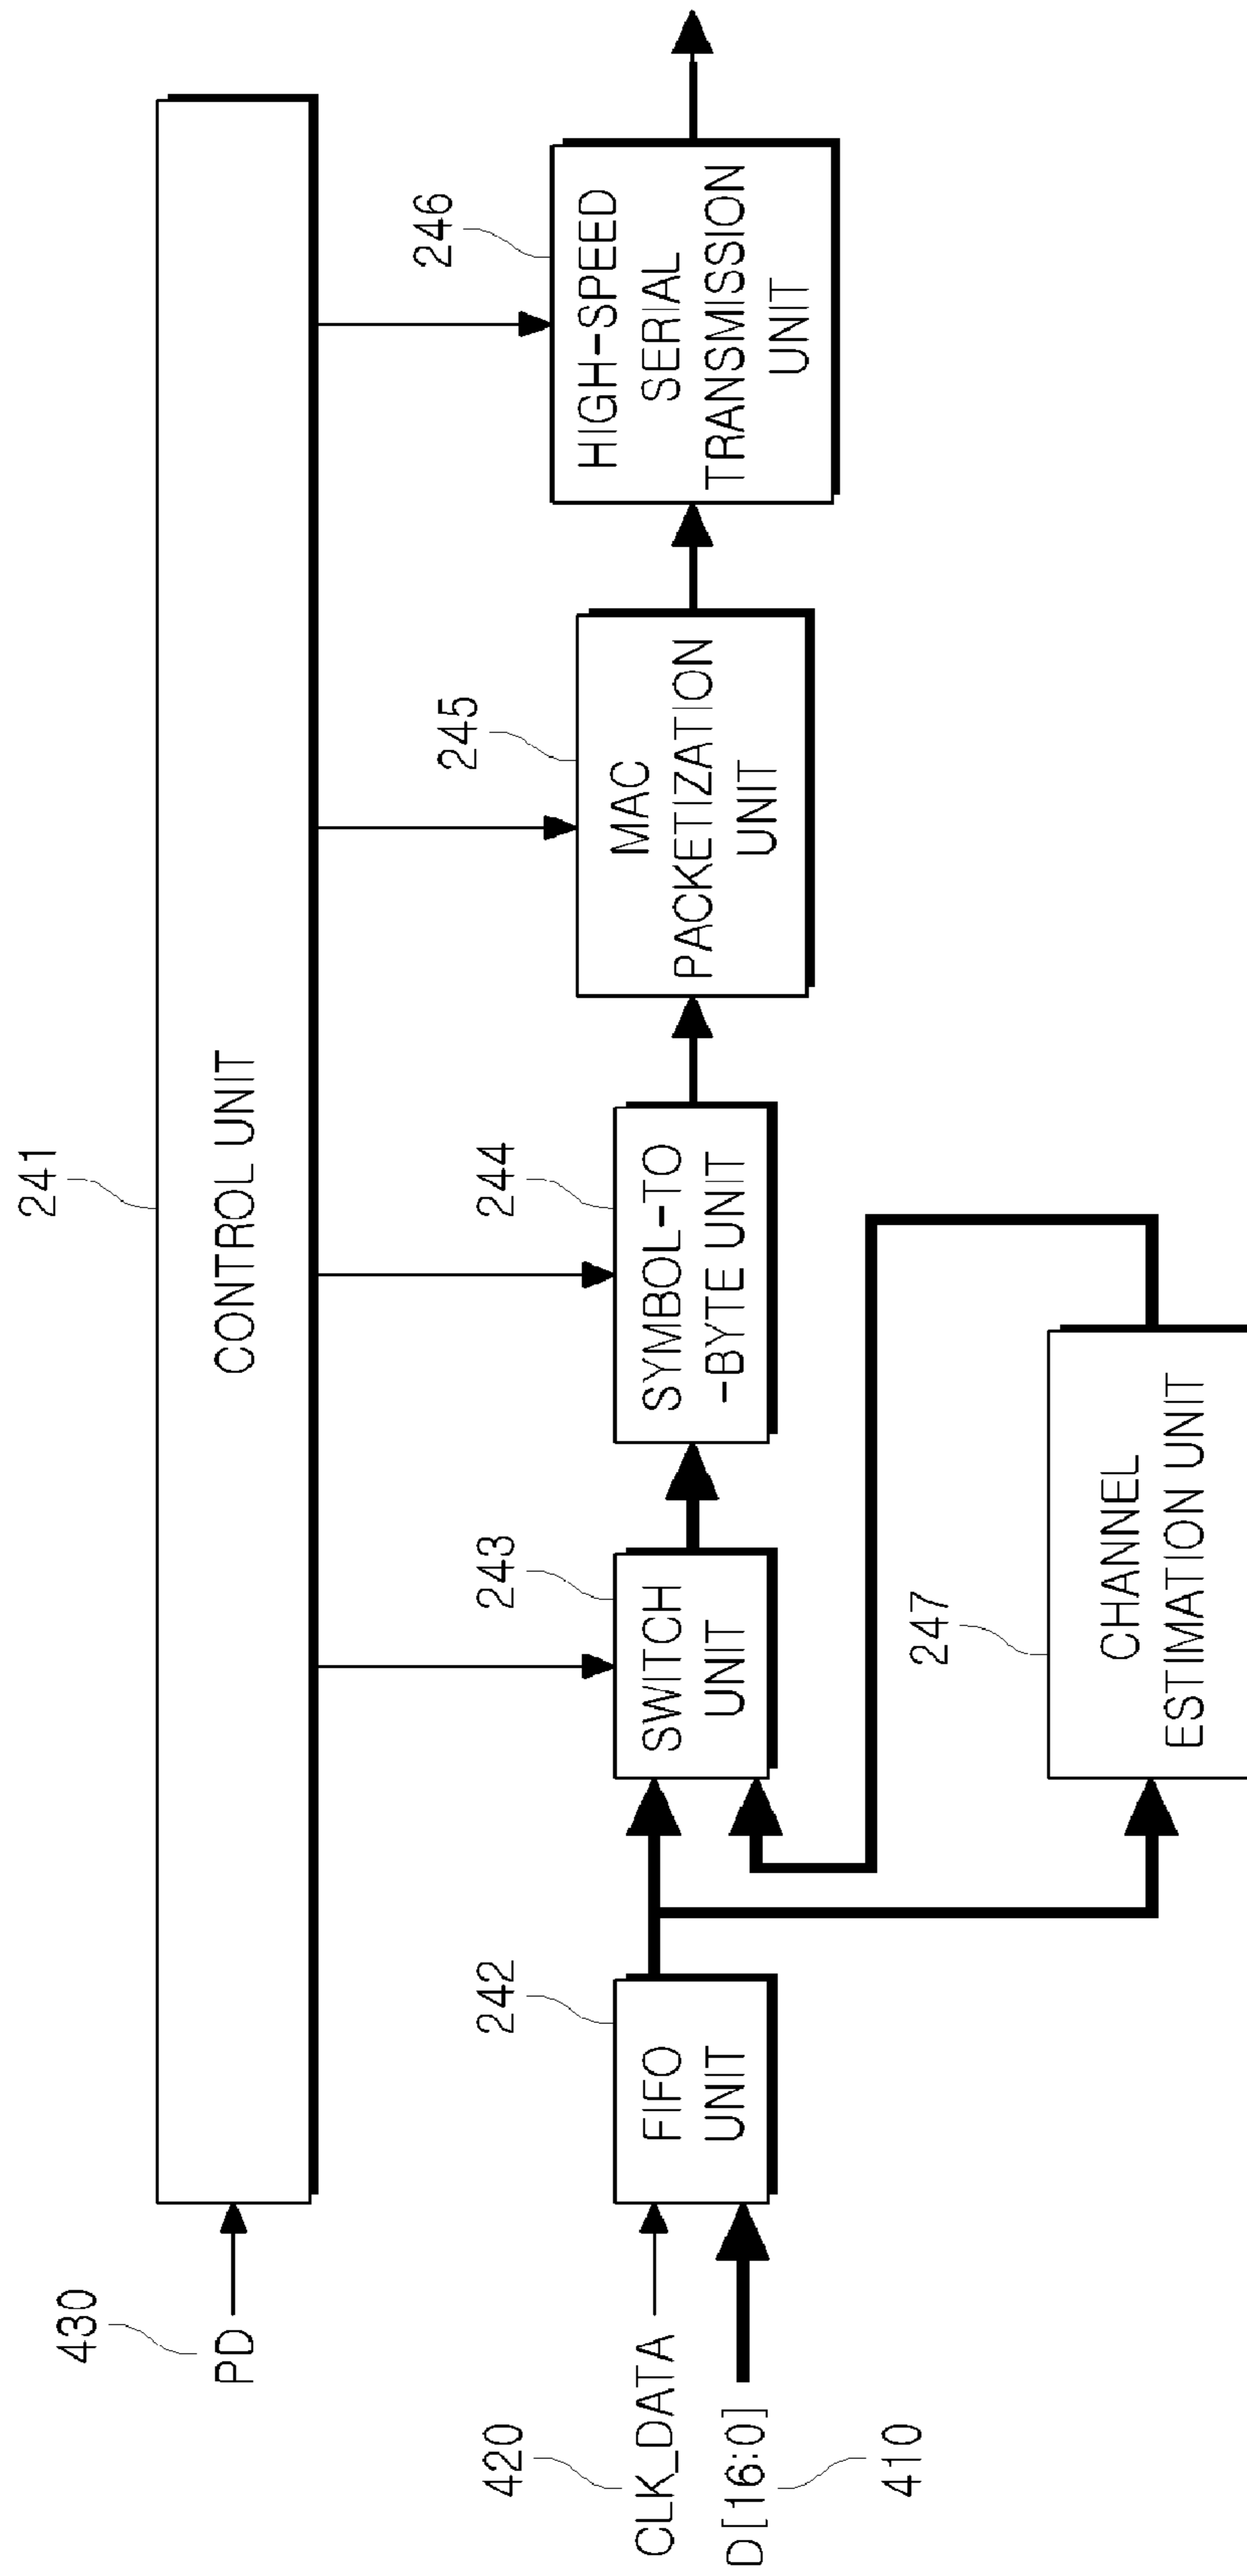 241
CONTROL UNIT
430
PD
420
CLK_DATA
D[16:0]
410
242
FIFO
UNIT
243
SWITCH
UNIT
244
SYMBOL-TO
-BYTE UNIT
245
MAC
PACKETIZATION
UNIT
246
HIGH-SPEED
SERIAL
TRANSMISSION
UNIT
247
CHANNEL
ESTIMATION UNIT